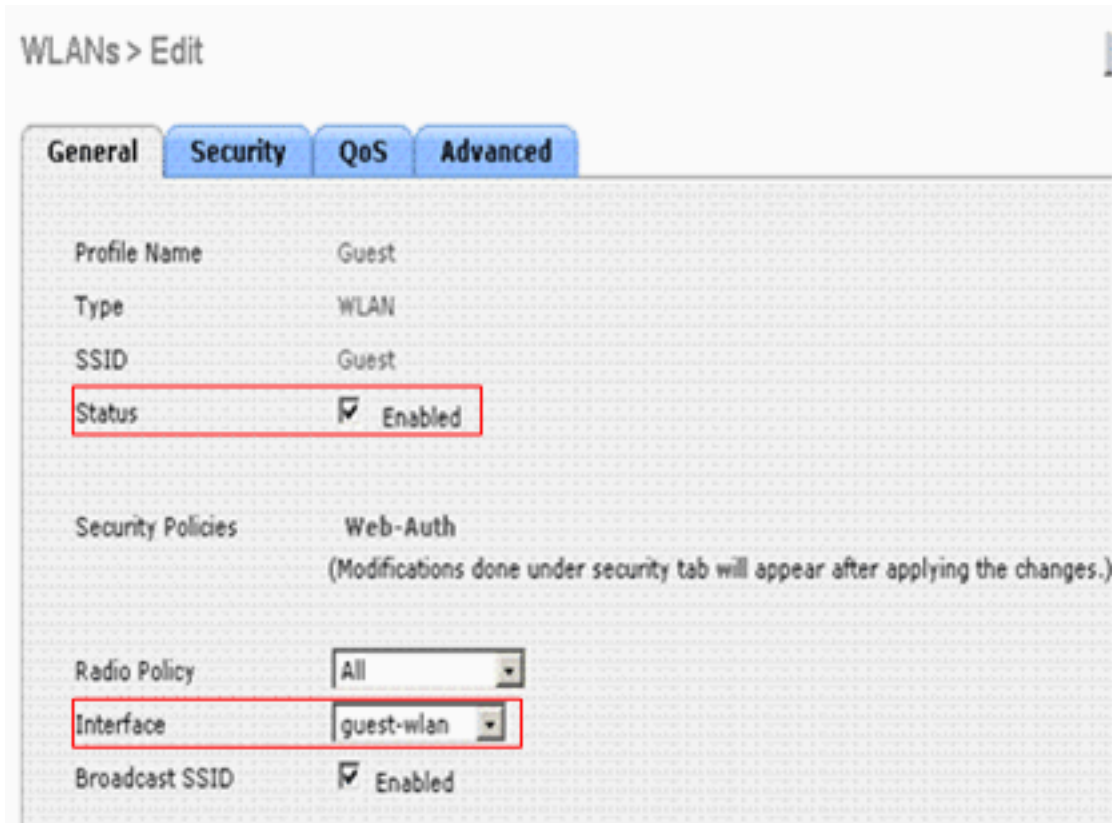 WLANs > Edit
General Security QoS Advanced
Profile Name Guest
Type WLAN
SSID Guest
Status Enabled
Security Policies Web-Auth
(Modifications done under security tab will appear after applying the changes.)
Radio Policy All
Interface guest-wlan
Broadcast SSID Enabled